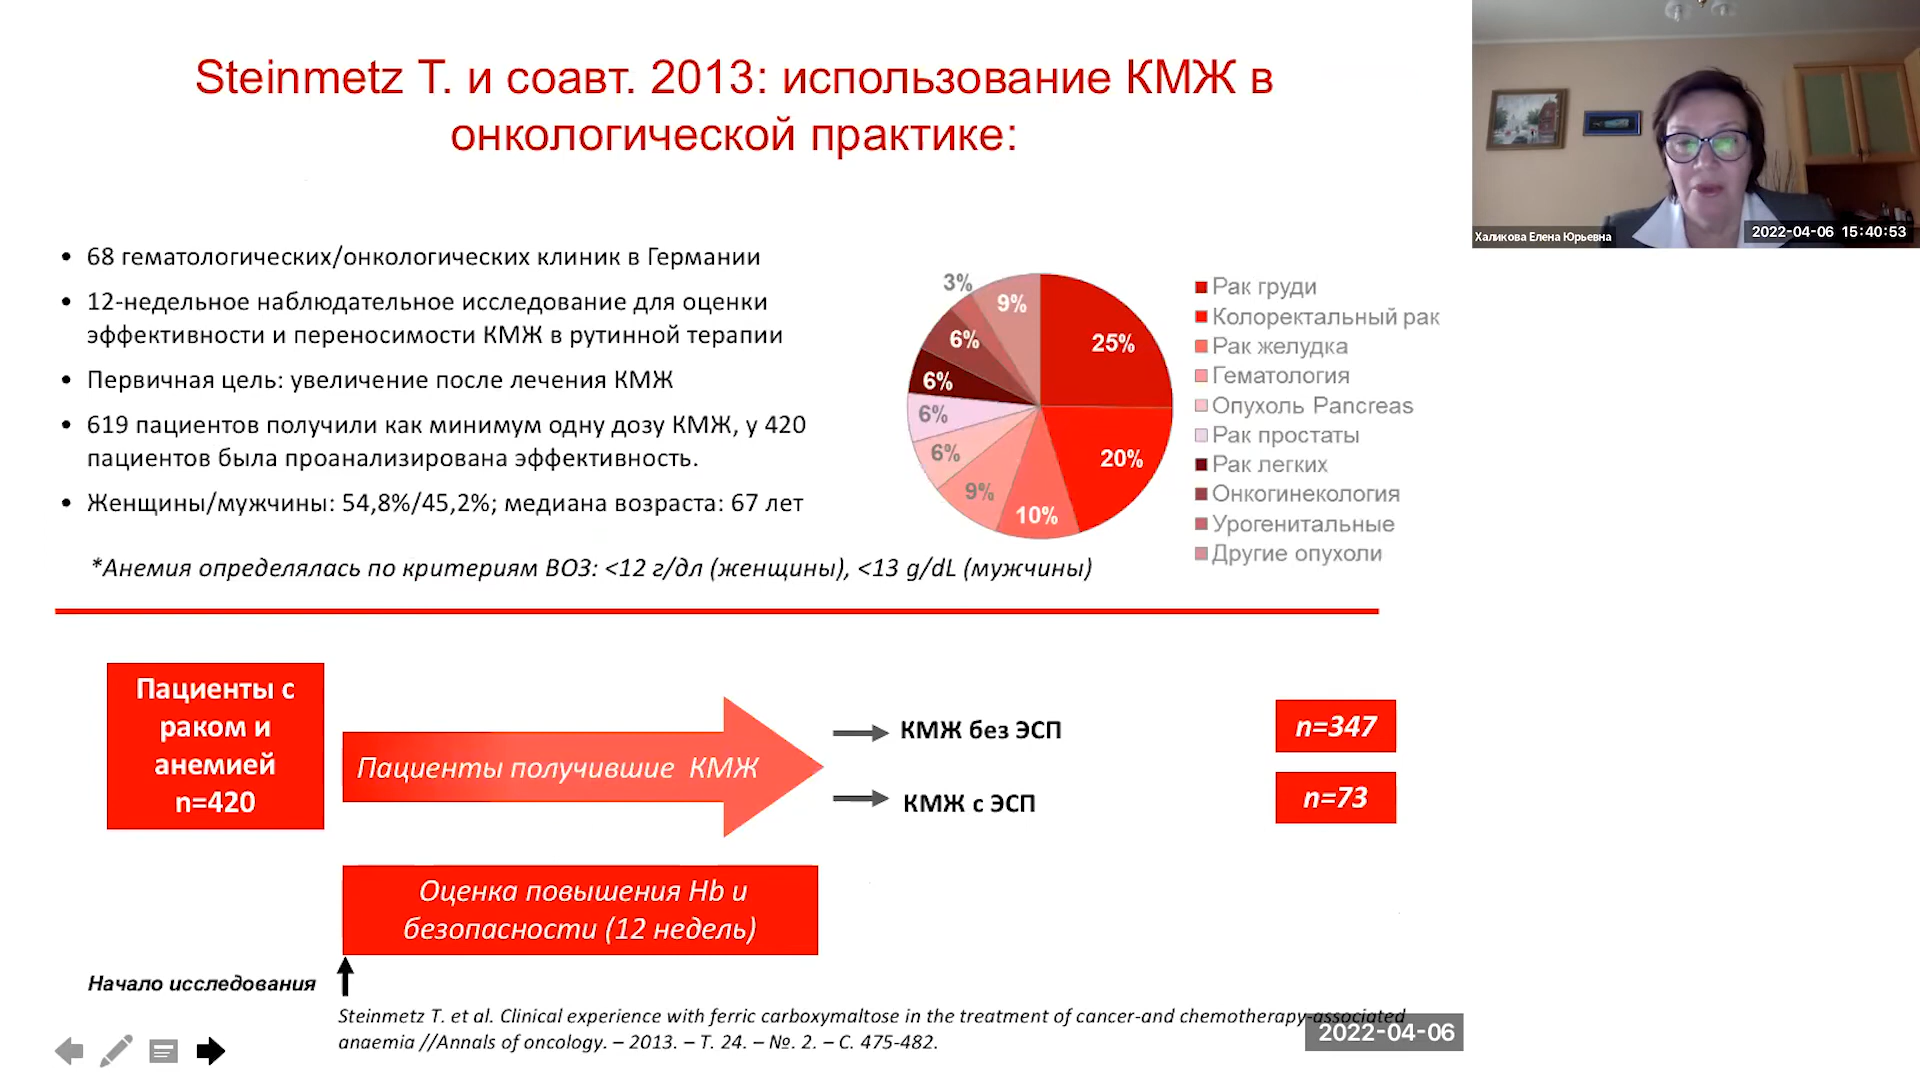 Steinmetz T. и соавт. 2013: использование КМЖ в
онкологической практике:
Халикова Елена Юрьевна
2022-04-06 15:40:53
• 68 гематологических/онкологических клиник в Германии
• 12-недельное наблюдательное исследование для оценки
эффективности и переносимости КМЖ в рутинной терапии
• Первичная цель: увеличение после лечения КМЖ
• 619 пациентов получили как минимум одну дозу КМЖ, у 420
пациентов была проанализирована эффективность.
• Женщины/мужчины: 54,8%/45,2%; медиана возраста: 67 лет
*Анемия определялась по критериям ВОЗ: <12 г/дл (женщины), <13 g/dL (мужчины)
25%
20%
10%
9%
6%
6%
6%
6%
3%
9%
Рак груди
Колоректальный рак
Рак желудка
Гематология
Опухоль Pancreas
Рак простаты
Рак легких
Онкогинекология
Урогенитальные
Другие опухоли
Пациенты с
раком и
анемией
n=420
Пациенты получившие КМЖ
КМЖ без ЭСП
n=347
КМЖ с ЭСП
n=73
Оценка повышения Hb и
безопасности (12 недель)
Начало исследования
Steinmetz T. et al. Clinical experience with ferric carboxymaltose in the treatment of cancer-and chemotherapy-associated
anaemia //Annals of oncology. – 2013. – Т. 24. – №. 2. – С. 475-482.
2022-04-06